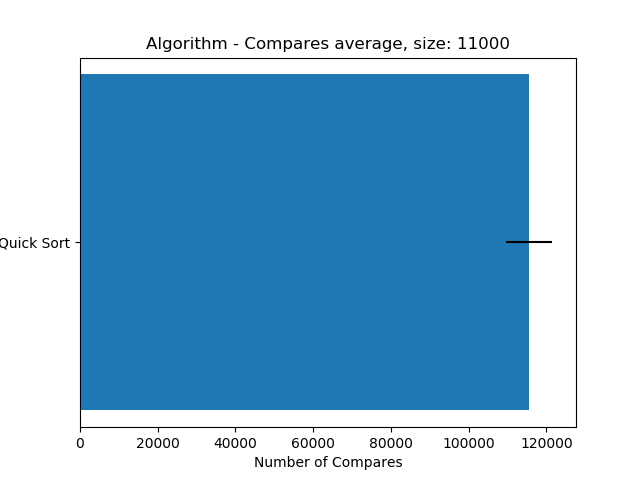 Algorithm - Compares average, size: 11000
Quick Sort
0 20000 40000 60000 80000 100000 120000
Number of Compares